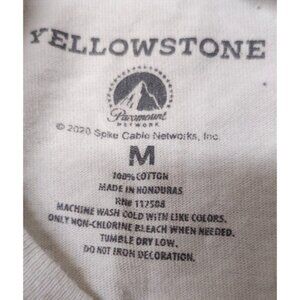 YELLOWSTONE
Paramount
NETWORK
© 2020 Spike Cable Networks, Inc.
M
100% COTTON
MADE IN HONDURAS
RN# 117508
MACHINE WASH COLD WITH LIKE COLORS.
ONLY NON-CHLORINE BLEACH WHEN NEEDED.
TUMBLE DRY LOW.
DO NOT IRON DECORATION.